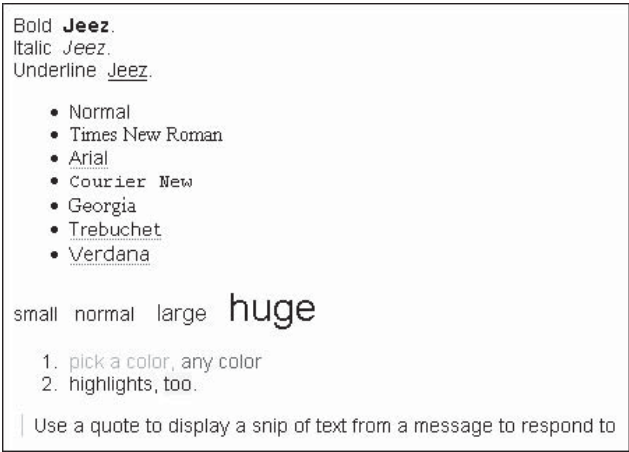 Bold Jeez.
Italic Jeez.
Underline Jeez.
• Normal
• Times New Roman
• Arial
• Courier New
• Georgia
• Trebuchet
• Verdana
small normal large huge
1. pick a color, any color
2. highlights, too.
Use a quote to display a snip of text from a message to respond to